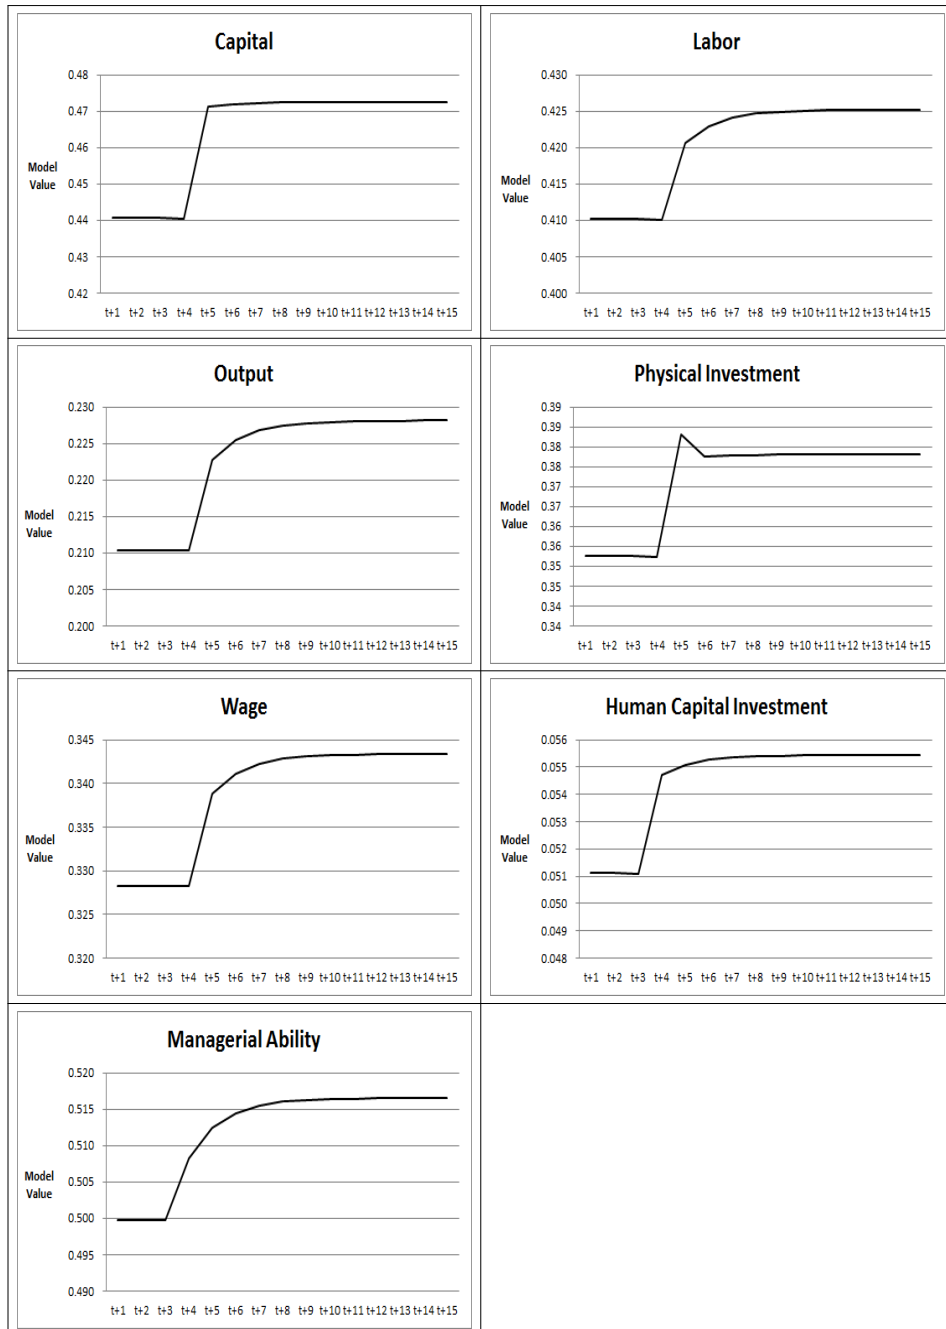 Capital
0.48
0.47
0.46
Model
Value
0.45
0.44
0.43
0.42
t+1 t+2 t+3 t+4 t+5 t+6 t+7 t+8 t+9 t+10 t+11 t+12 t+13 t+14 t+15
Labor
0.430
0.425
0.420
Model
Value
0.415
0.410
0.405
0.400
t+1 t+2 t+3 t+4 t+5 t+6 t+7 t+8 t+9 t+10 t+11 t+12 t+13 t+14 t+15
Output
0.230
0.225
0.220
Model
Value
0.215
0.210
0.205
0.200
t+1 t+2 t+3 t+4 t+5 t+6 t+7 t+8 t+9 t+10 t+11 t+12 t+13 t+14 t+15
Physical Investment
0.39
0.39
0.38
0.38
0.37
Model
Value
0.37
0.36
0.36
0.35
0.35
0.34
0.34
t+1 t+2 t+3 t+4 t+5 t+6 t+7 t+8 t+9 t+10 t+11 t+12 t+13 t+14 t+15
Wage
0.345
0.340
0.335
Model
Value
0.330
0.325
0.320
t+1 t+2 t+3 t+4 t+5 t+6 t+7 t+8 t+9 t+10 t+11 t+12 t+13 t+14 t+15
Human Capital Investment
0.056
0.055
0.054
0.053
Model
Value
0.052
0.051
0.050
0.049
0.048
t+1 t+2 t+3 t+4 t+5 t+6 t+7 t+8 t+9 t+10 t+11 t+12 t+13 t+14 t+15
Managerial Ability
0.520
0.515
0.510
Model
Value
0.505
0.500
0.495
0.490
t+1 t+2 t+3 t+4 t+5 t+6 t+7 t+8 t+9 t+10 t+11 t+12 t+13 t+14 t+15